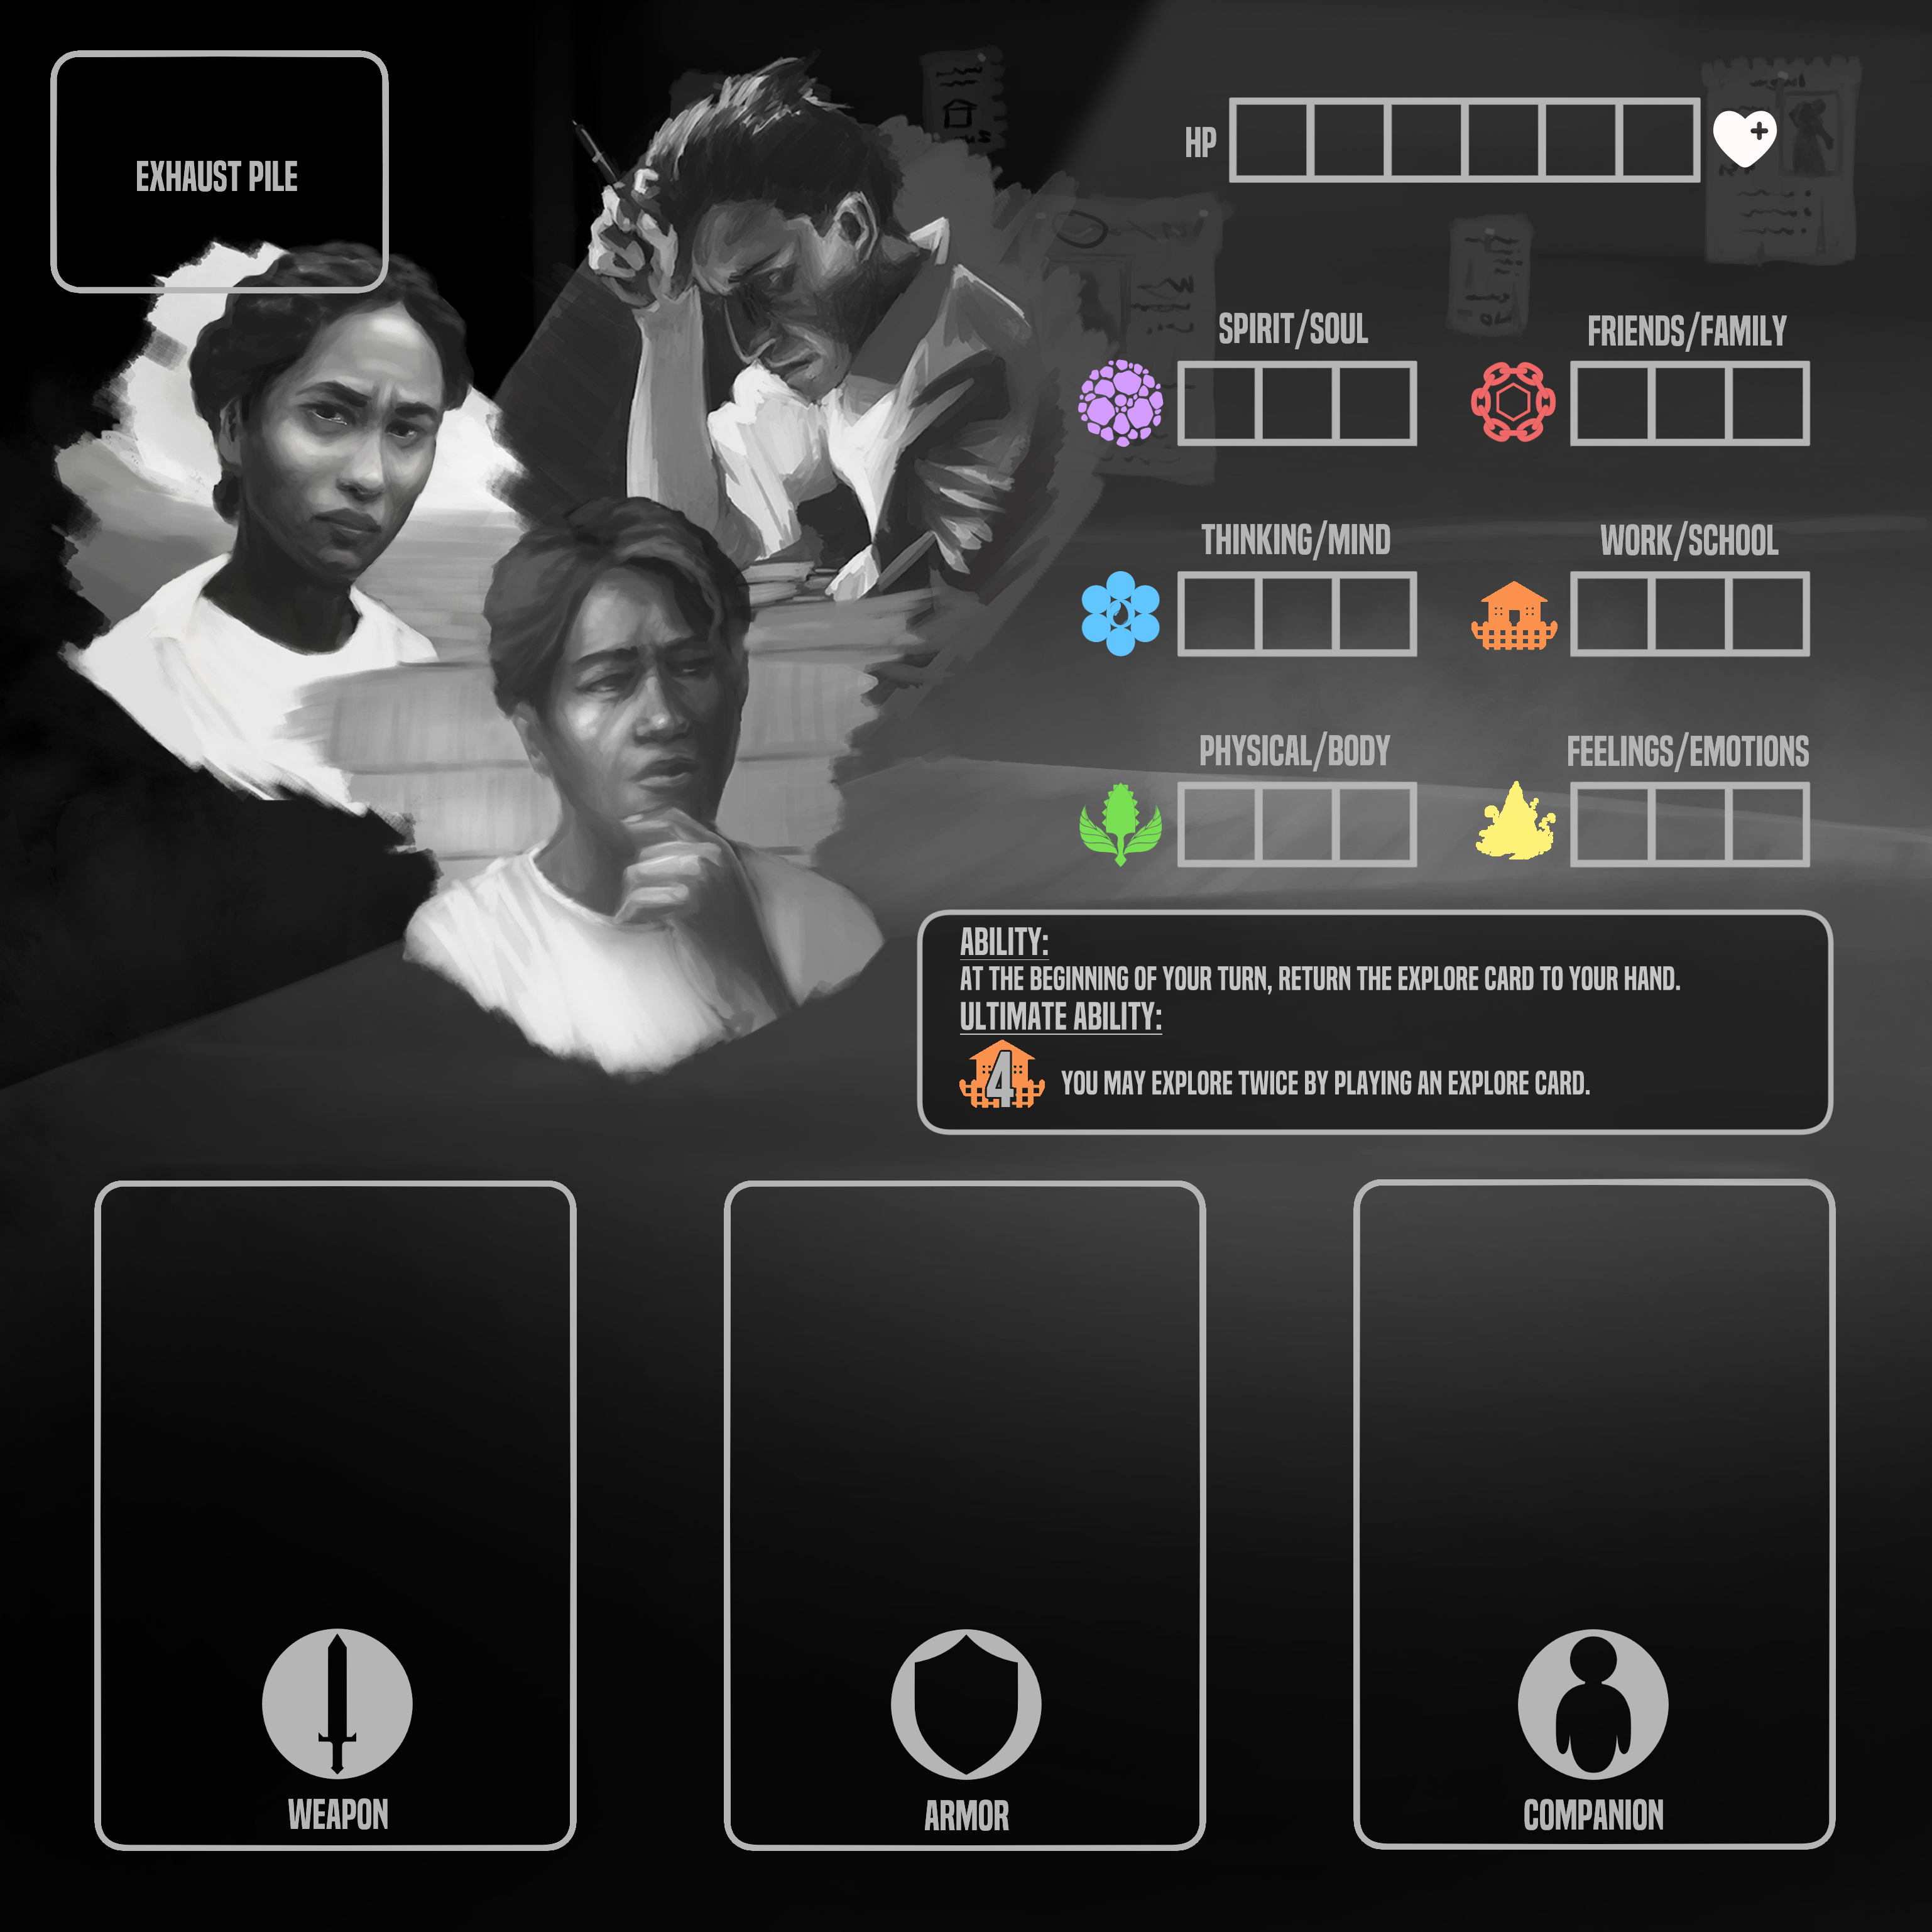 EXHAUST PILE
HP
SPIRIT/SOUL
FRIENDS/FAMILY
THINKING/MIND
WORK/SCHOOL
PHYSICAL/BODY
FEELINGS/EMOTIONS
ABILITY:
AT THE BEGINNING OF YOUR TURN, RETURN THE EXPLORE CARD TO YOUR HAND.
ULTIMATE ABILITY:
4 YOU MAY EXPLORE TWICE BY PLAYING AN EXPLORE CARD.
WEAPON
ARMOR
COMPANION